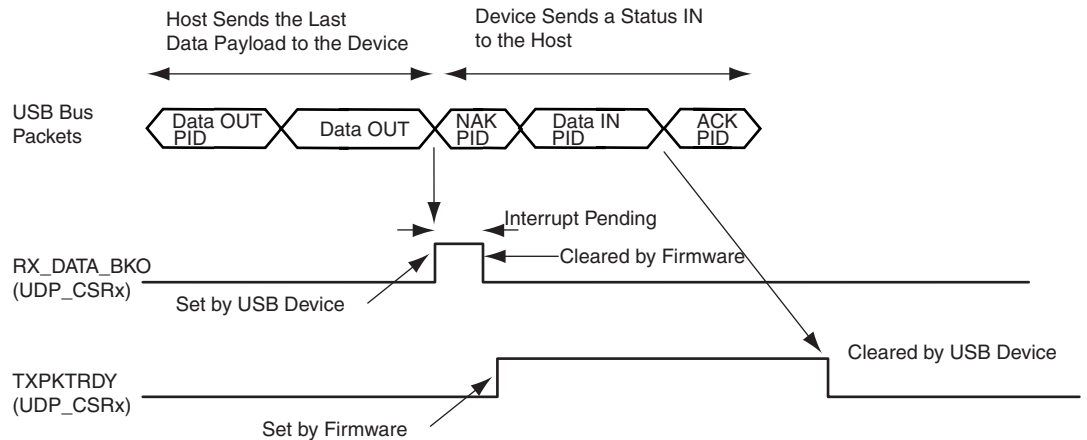 Host Sends the Last
Data Payload to the Device
Device Sends a Status IN
to the Host
USB Bus
Packets
Data OUT
PID
Data OUT
NAK
PID
Data IN
PID
ACK
PID
Interrupt Pending
RX_DATA_BKO
(UDP_CSRx)
Cleared by Firmware
Set by USB Device
Cleared by USB Device
TXPKTRDY
(UDP_CSRx)
Set by Firmware